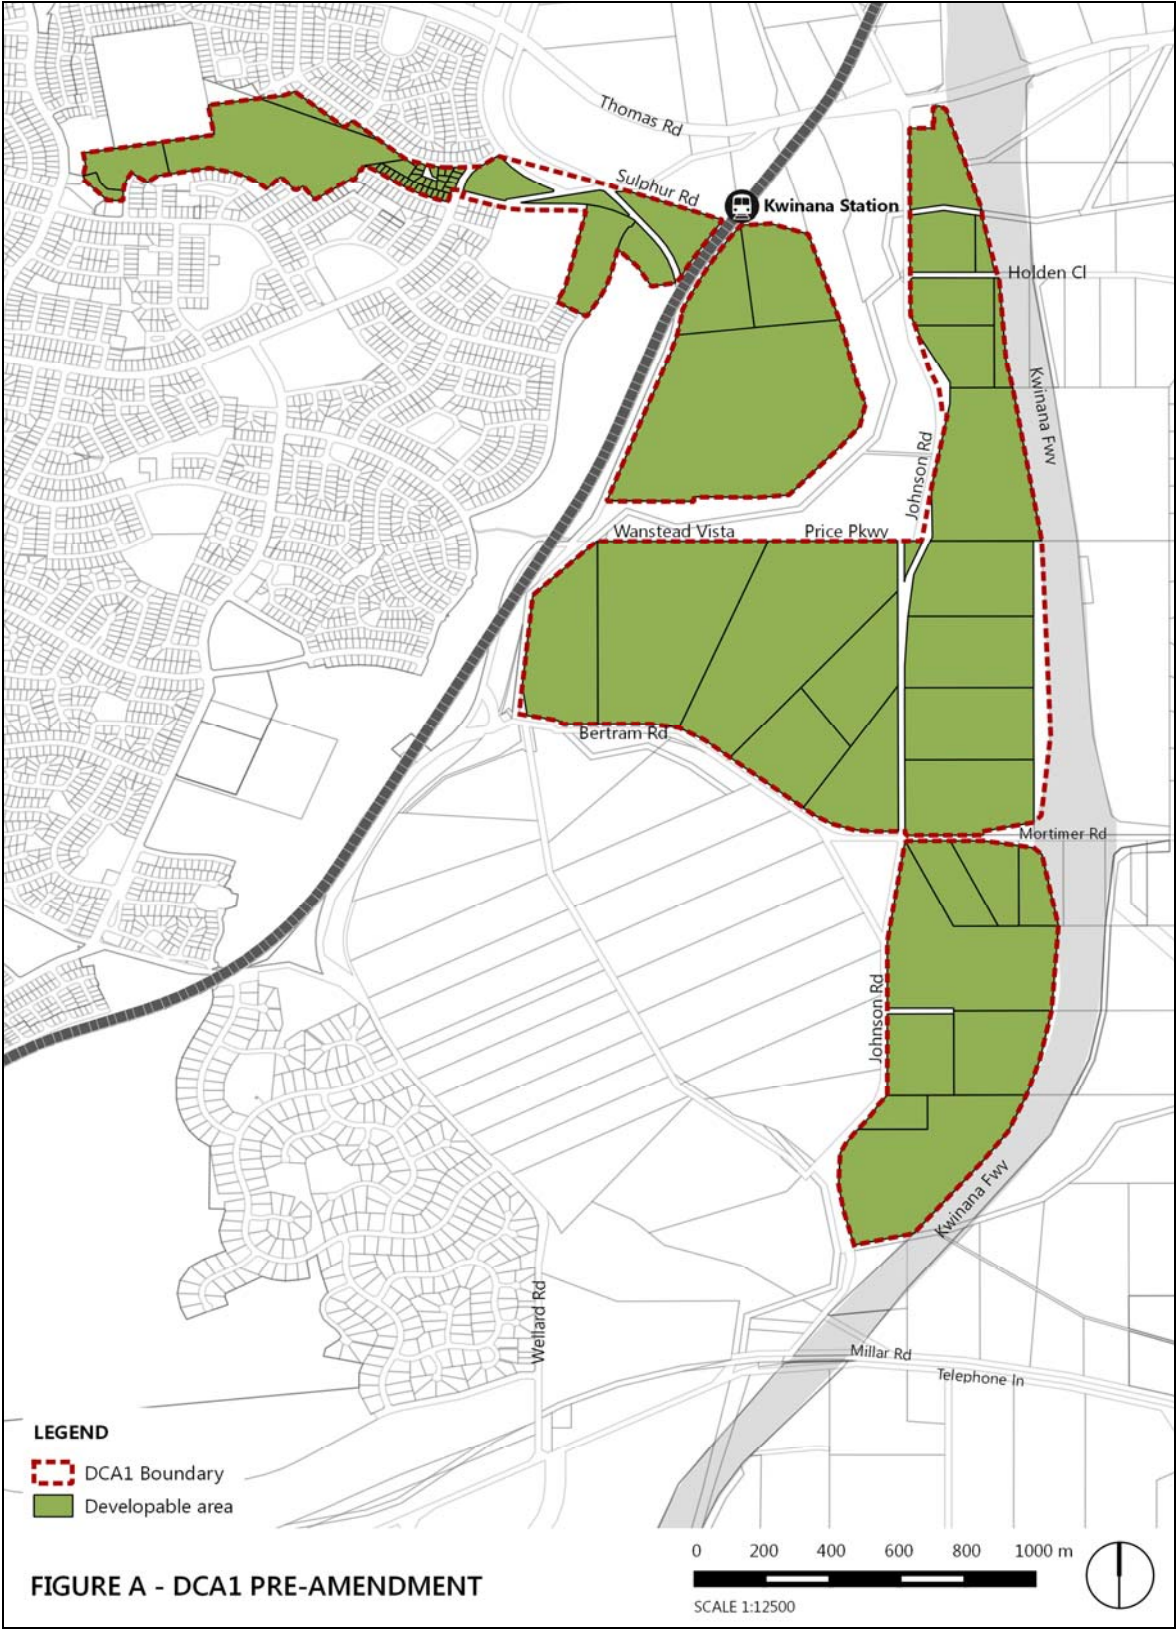 Thomas Rd
Sulphur Rd
Kwinana Station
Holden Cl
Kwinana Fwy
Johnson Rd
Wanstead Vista
Price Pkwy
Bertram Rd
Mortimer Rd
Johnson Rd
Kwinana Fwy
Wellard Rd
Millar Rd
Telephone ln
LEGEND
DCA1 Boundary
Developable area
0 200 400 600 800 1000 m
SCALE 1:12500
FIGURE A - DCA1 PRE-AMENDMENT